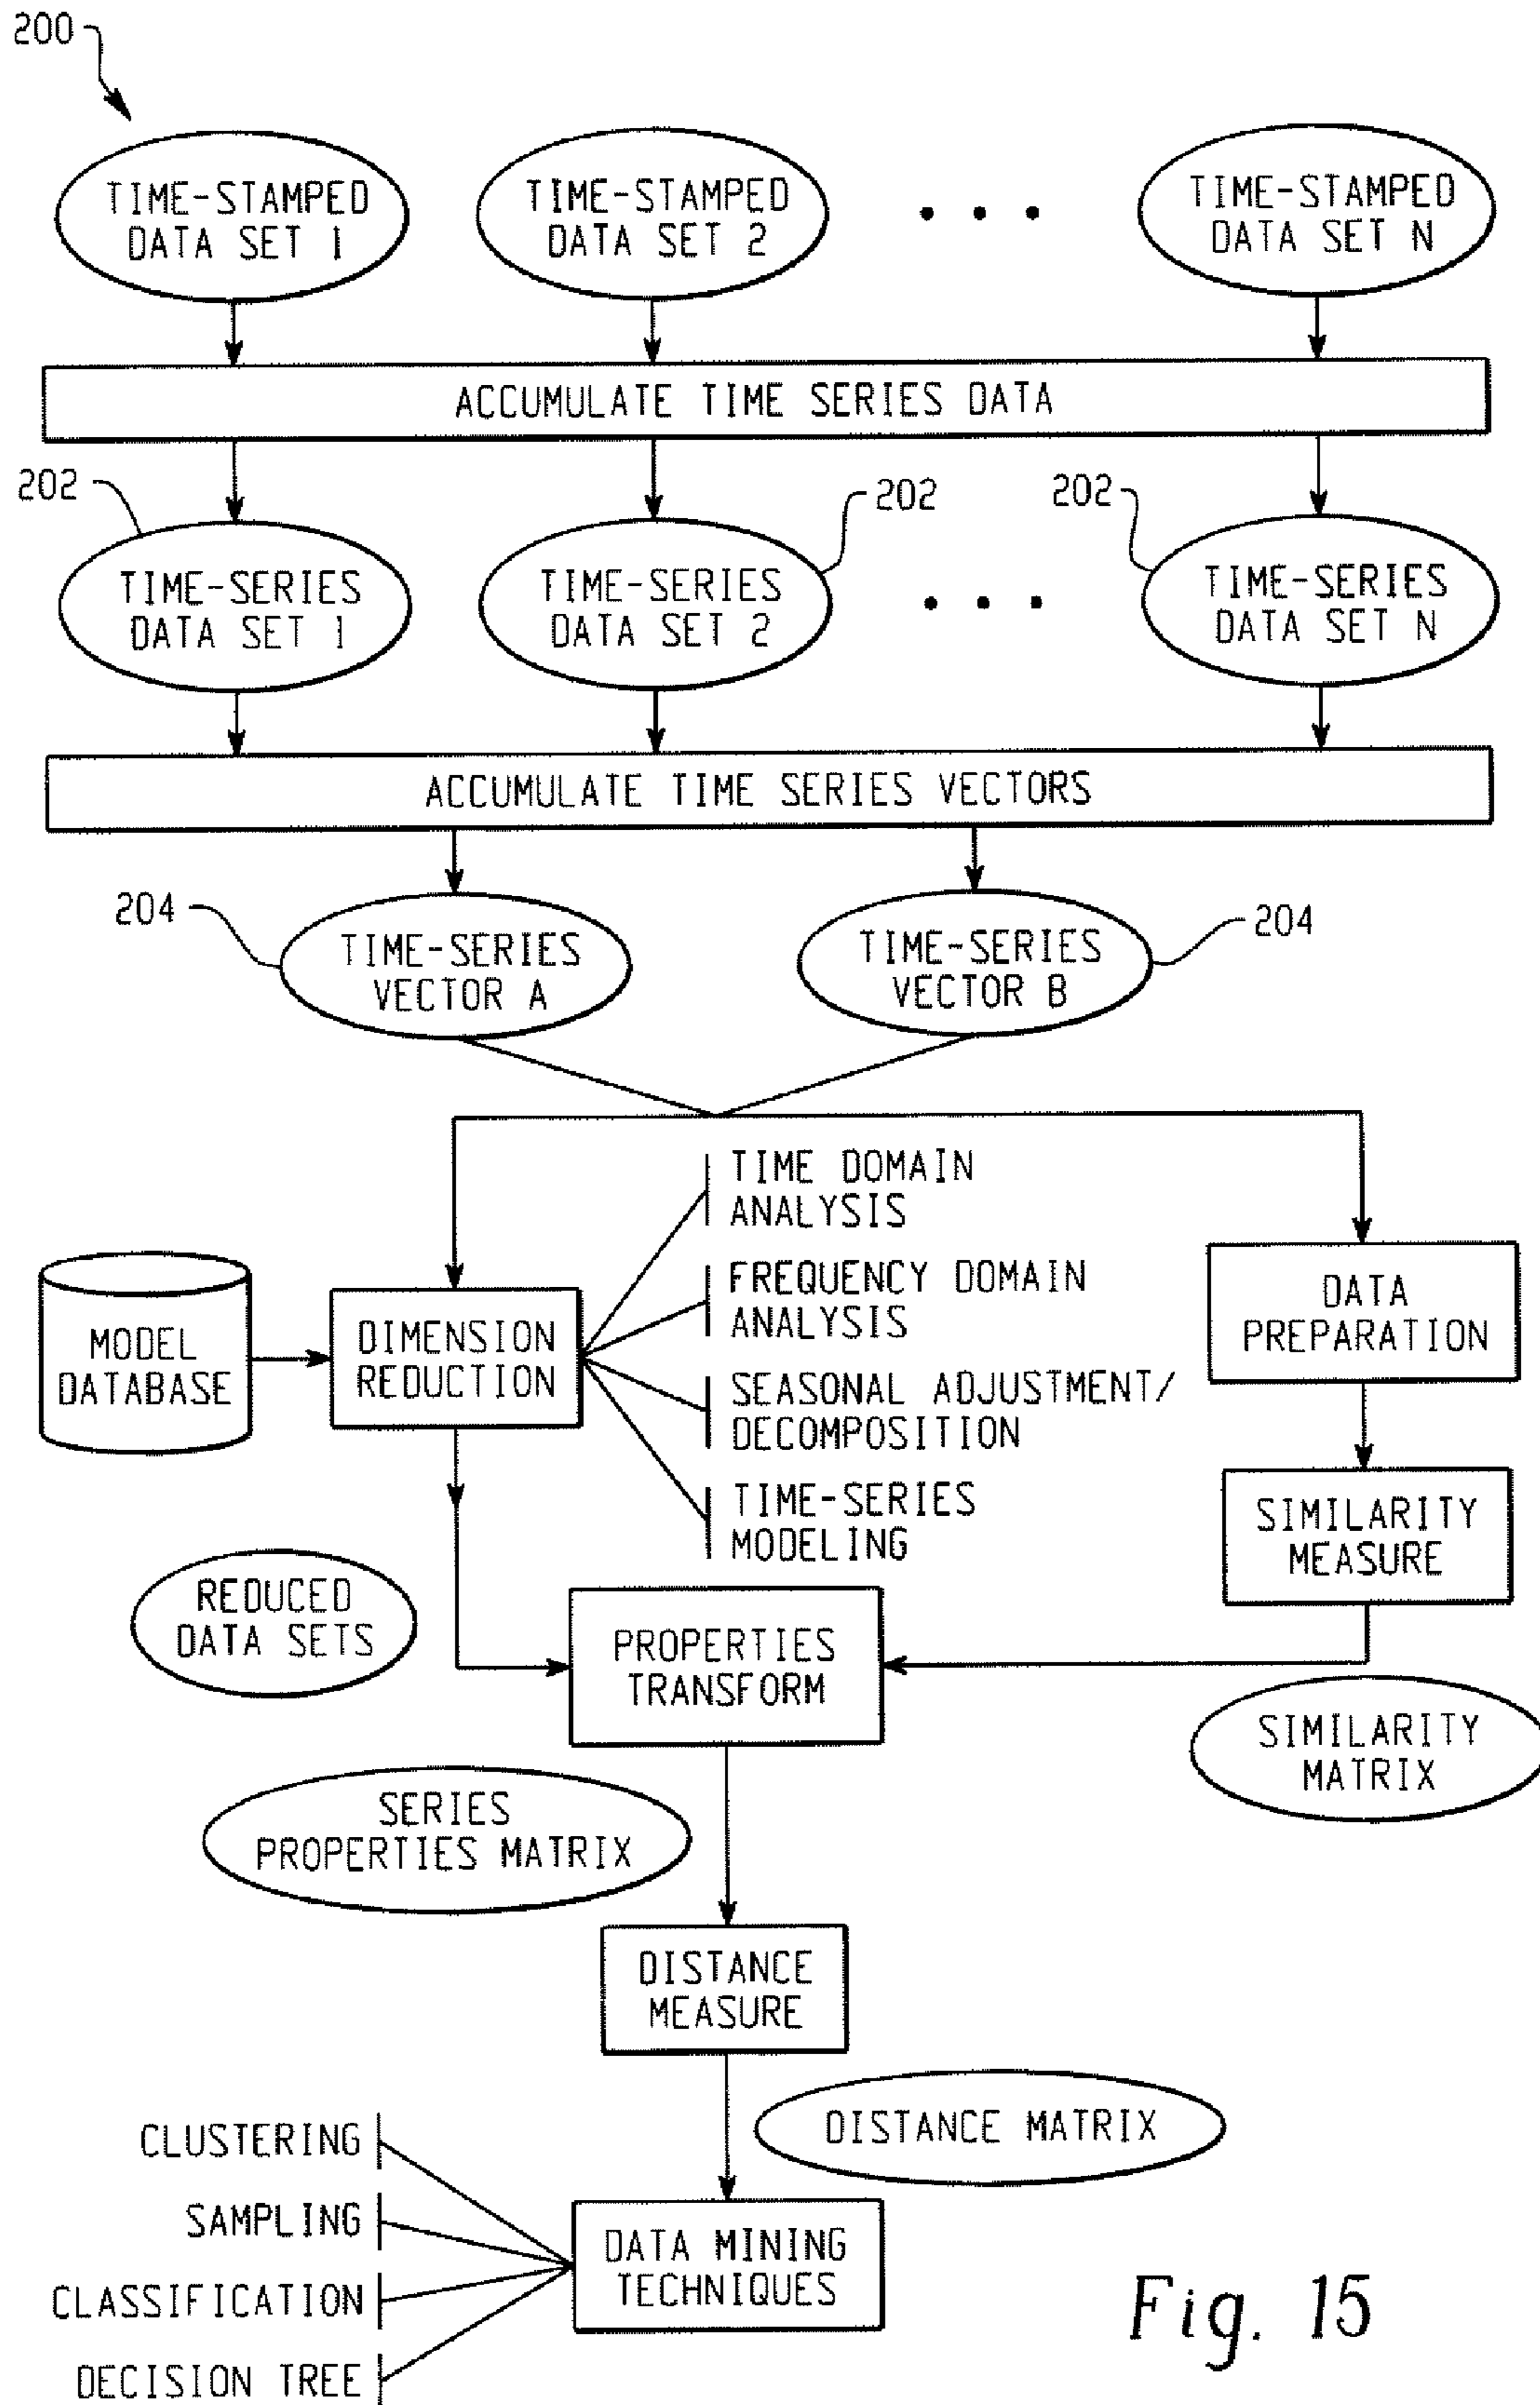 200
TIME-STAMPED
DATA SET 1
TIME-STAMPED
DATA SET 2
TIME-STAMPED
DATA SET N
ACCUMULATE TIME SERIES DATA
202
202
202
TIME-SERIES
DATA SET 1
TIME-SERIES
DATA SET 2
TIME-SERIES
DATA SET N
ACCUMULATE TIME SERIES VECTORS
204
TIME-SERIES
VECTOR A
TIME-SERIES
VECTOR B
204
TIME DOMAIN
ANALYSIS
FREQUENCY DOMAIN
ANALYSIS
SEASONAL ADJUSTMENT/
DECOMPOSITION
TIME-SERIES
MODELING
MODEL
DATABASE
DIMENSION
REDUCTION
DATA
PREPARATION
SIMILARITY
MEASURE
REDUCED
DATA SETS
PROPERTIES
TRANSFORM
SIMILARITY
MATRIX
SERIES
PROPERTIES MATRIX
DISTANCE
MEASURE
DISTANCE MATRIX
CLUSTERING
SAMPLING
CLASSIFICATION
DECISION TREE
DATA MINING
TECHNIQUES
Fig. 15